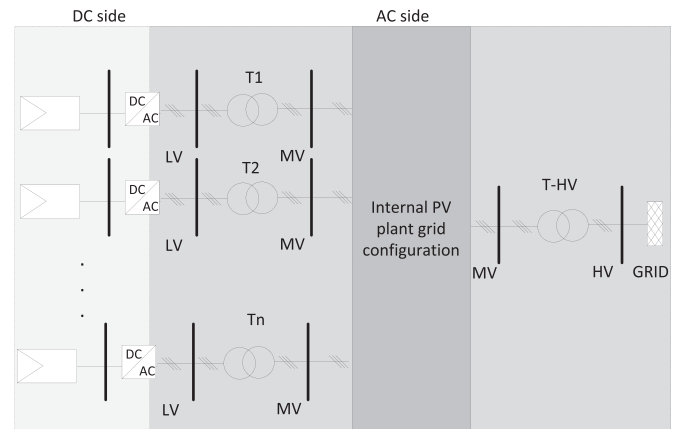 DC side
AC side
T1
DC
AC
LV
MV
T2
DC
AC
LV
MV
Internal PV
plant grid
configuration
T-HV
MV
HV
GRID
Tn
DC
AC
LV
MV